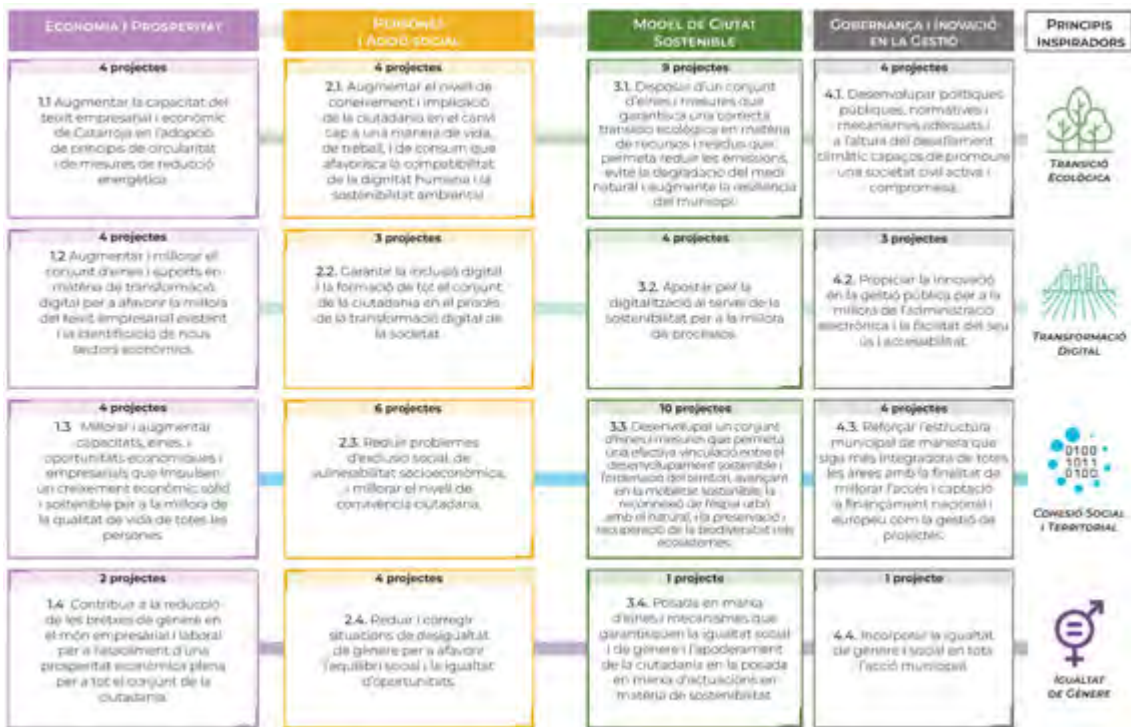 ECONOMIA I PROSPERITAT
PERSONES
I ACCIÓ SOCIAL
MODEL DE CIUTAT
SOSTENIBLE
GOBERNANÇA I INOVACIÓ
EN LA GESTIÓ
PRINCIPIS
INSPIRADORS
4 projectes
1.1 Augmentar la capacitat del
teixit empresarial i econòmic
de Catarroja en l'adopció
de principis de circularitat
i de mesures de reducció
energètica.
4 projectes
2.1. Augmentar el nivell de
coneixement i implicació
de la ciutadania en el canvi
cap a una manera de vida,
de treball, i de consum que
afavorisca la compatibilitat
de la dignitat humana i la
sostenibilitat ambiental
9 projectes
3.1. Disposar d'un conjunt
d'eines i mesures que
garantisca una correcta
transició ecològica en matèria
de recursos i residus que
permeta reduir les emissions,
evite la degradació del medi
natural i augmente la resiliència
del municipi.
4 projectes
4.1. Desenvolupar polítiques
públiques, normatives i
mecanismes adequats i
a l'altura del desafiament
climàtic capaços de promoure
una societat civil activa i
compromesa.
TRANSICIÓ
ECOLÒGICA
4 projectes
1.2 Augmentar i millorar el
conjunt d'eines i suports en
matèria de transformació
digital per a afavorir la millora
del teixit empresarial existent
i la identificació de nous
sectors econòmics.
3 projectes
2.2. Garantir la inclusió digital
i la formació de tot el conjunt
de la ciutadania en el procés
de la transformació digital de
la societat
4 projectes
3.2. Apostar per la
digitalització al servei de la
sostenibilitat per a la millora
de processos.
3 projectes
4.2. Propiciar la innovació
en la gestió pública per a la
millora de l'administració
electrònica i la facilitat del seu
ús i accessabilitat.
TRANSFORMACIÓ
DIGITAL
4 projectes
1.3 Millorar i augmentar
capacitats, eines, i
oportunitats econòmiques i
empresarials que impulsen
un creixement econòmic sòlid
i sostenible per a la millora de
la qualitat de vida de totes les
persones
6 projectes
2.3. Reduir problemes
d'exclusió social, de
vulnerabilitat socioeconòmica,
i millorar el nivell de
convivència ciutadana.
10 projectes
3.3. Desenvolupar un conjunt
d'eines i mesures que permeta
una efectiva vinculació entre el
desenvolupament sostenible i
l'ordenació del territori, avançant
en la mobilitat sostenible, la
reconnexió de l'espai urbà
amb el natural, i la preservació i
recuperació de la biodiversitat i els
ecosistemes.
4 projectes
4.3. Reforçar l'estructura
municipal de manera que
siga més integradora de totes
les àrees amb la finalitat de
millorar l'accés i captació
a finançament nacional i
europeu com la gestió de
projectes.
0100
1011
0100
COHESIÓ SOCIAL
I TERRITORIAL
2 projectes
1.4 Contribuir a la reducció
de les bretxes de gènere en
el món empresarial i laboral
per a l'assoliment d'una
prosperitat econòmica plena
per a tot el conjunt de la
ciutadania.
4 projectes
2.4. Reduir i corregir
situacions de desigualtat
de gènere per a afavorir
l'equilibri social i la igualtat
d'oportunitats.
1 projecte
3.4. Posada en marxa
d'eines i mecanismes que
garantisquen la igualtat social
i de gènere i l'apoderament
de la ciutadania en la posada
en marxa d'actuacions en
matèria de sostenibilitat
1 projecte
4.4. Incorporar la igualtat
de gènere i social en tota
l'acció municipal.
IGUALTAT
DE GÈNERE